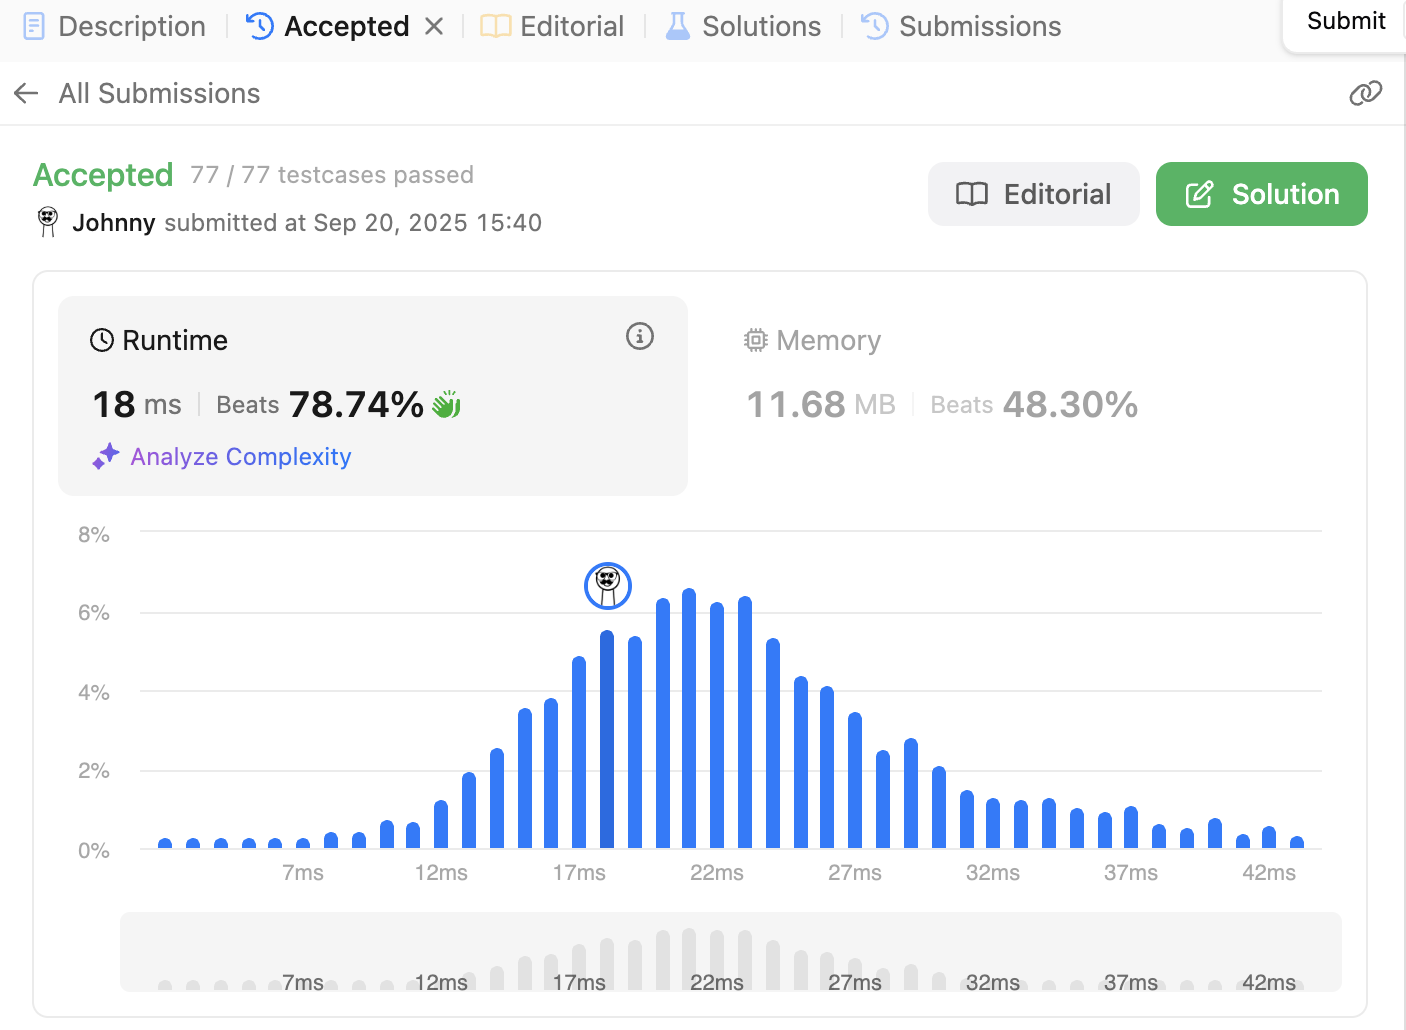 Description
Accepted
Editorial
Solutions
Submissions
Submit
All Submissions
Accepted 77 / 77 testcases passed
Johnny submitted at Sep 20, 2025 15:40
Editorial
Solution
Runtime
18 ms Beats 78.74%
Analyze Complexity
Memory
11.68 MB Beats 48.30%
8%
6%
4%
2%
0%
7ms 12ms 17ms 22ms 27ms 32ms 37ms 42ms
7ms 12ms 17ms 22ms 27ms 32ms 37ms 42ms